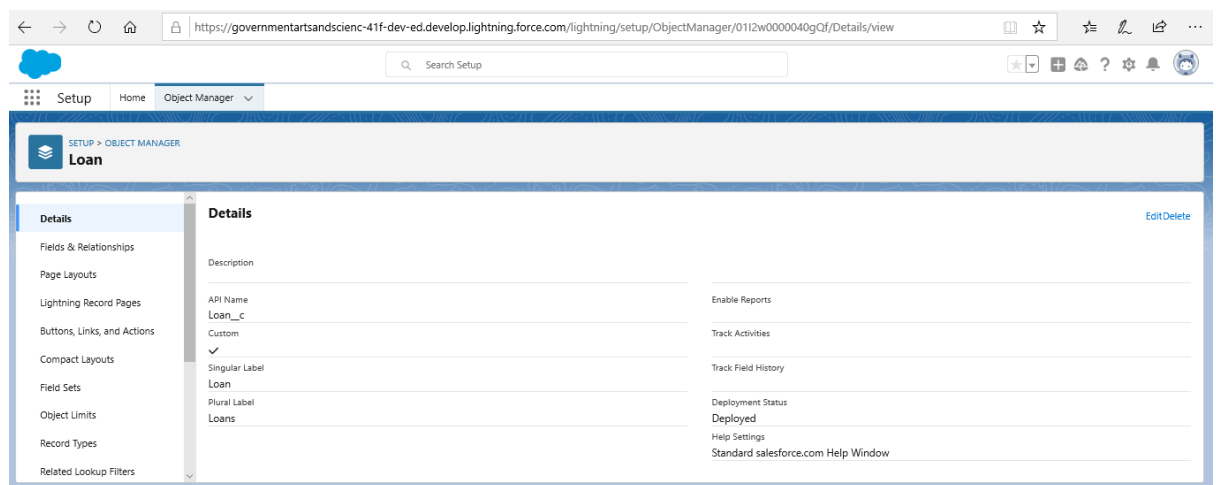 https://governmentartsandscienc-41f-dev-ed.develop.lightning.force.com/lightning/setup/ObjectManager/01I2w0000040gQf/Details/view
Search Setup
Setup Home Object Manager
SETUP > OBJECT MANAGER
Loan
Details
Fields & Relationships
Page Layouts
Lightning Record Pages
Buttons, Links, and Actions
Compact Layouts
Field Sets
Object Limits
Record Types
Related Lookup Filters
Details
Edit Delete
Description
API Name
Loan__c
Custom
Singular Label
Loan
Plural Label
Loans
Enable Reports
Track Activities
Track Field History
Deployment Status
Deployed
Help Settings
Standard salesforce.com Help Window